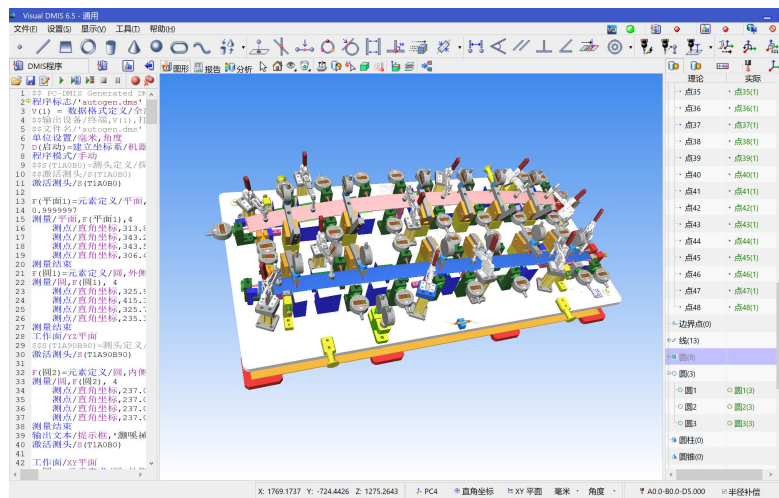 Visual DMIS 6.5 - 通用
文件(F) 设置(S) 显示(V) 工具(T) 帮助(H)
DMIS程序
图形 报告 分析
理论 实际
1 $$ PC-DMIS Generated DM
2 程序标志/'autogen.dms'
3 V(1) = 数据格式定义/全
4 $$输出设备/终端,V(1),打
5 $$文件名/'autogen.dms'
6 单位设置/毫米,角度
7 D(启动)=建立坐标系/机器
8 程序模式/手动
9 $$S(T1A0B0)=测头定义/探
10 $$激活测头/S(T1A0B0)
11 激活测头/S(T1A0B0)
12
13 F(平面1)=元素定义/平面,
14 0.9999997
15 测量/平面,F(平面1),4
16 测点/直角坐标,313.8
17 测点/直角坐标,343.2
18 测点/直角坐标,343.5
19 测点/直角坐标,306.4
20 测量结束
21 F(圆1)=元素定义/圆,外侧
22 测量/圆,F(圆1), 4
23 测点/直角坐标,325.9
24 测点/直角坐标,415.3
25 测点/直角坐标,325.7
26 测点/直角坐标,235.3
27 测量结束
28 工作面/YZ平面
29 $$S(T1A90B90)=测头定义/
30 激活测头/S(T1A90B90)
31
32 F(圆2)=元素定义/圆,内侧
33 测量/圆,F(圆2), 4
34 测点/直角坐标,237.0
35 测点/直角坐标,237.0
36 测点/直角坐标,237.0
37 测点/直角坐标,237.0
38 测量结束
39 输出文本/提示框,'灏嗘
40 激活测头/S(T1A0B0)
41
42 工作面/XY平面
点35 点35(1)
点36 点36(1)
点37 点37(1)
点38 点38(1)
点39 点39(1)
点40 点40(1)
点41 点41(1)
点42 点42(1)
点43 点43(1)
点44 点44(1)
点45 点45(1)
点46 点46(1)
点47 点47(1)
点48 点48(1)
边界点(0)
线(13)
圆(3)
圆1 圆1(3)
圆2 圆2(3)
圆3 圆3(3)
圆柱(0)
圆锥(0)
X: 1769.1737 Y: -724.4426 Z: 1275.2643 PC4 直角坐标 XY 平面 毫米 角度 A0.0-B0.0-D5.000 半径补偿